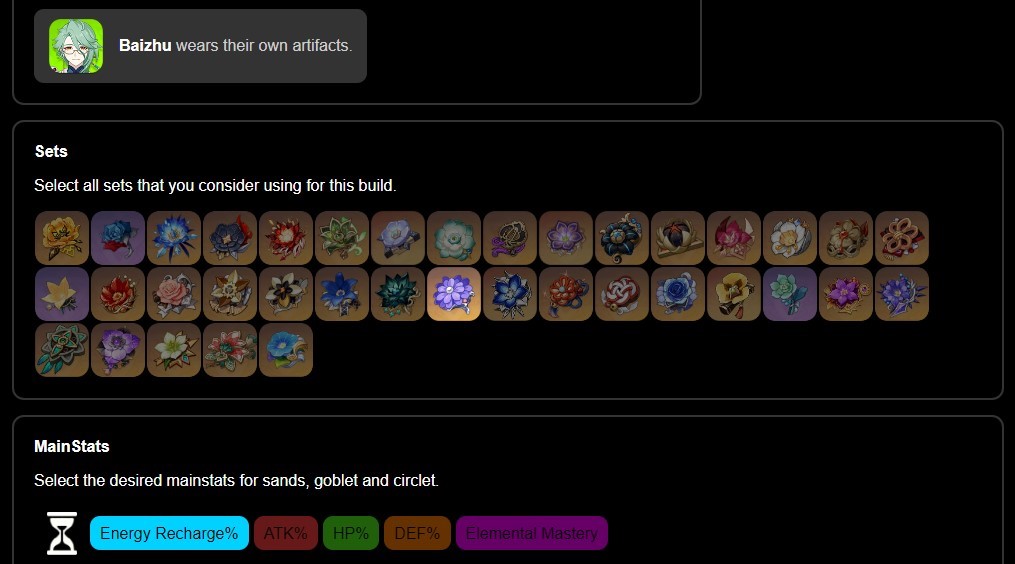 Baizhu wears their own artifacts.
Sets
Select all sets that you consider using for this build.
MainStats
Select the desired mainstats for sands, goblet and circlet.
Energy Recharge% ATK% HP% DEF% Elemental Mastery